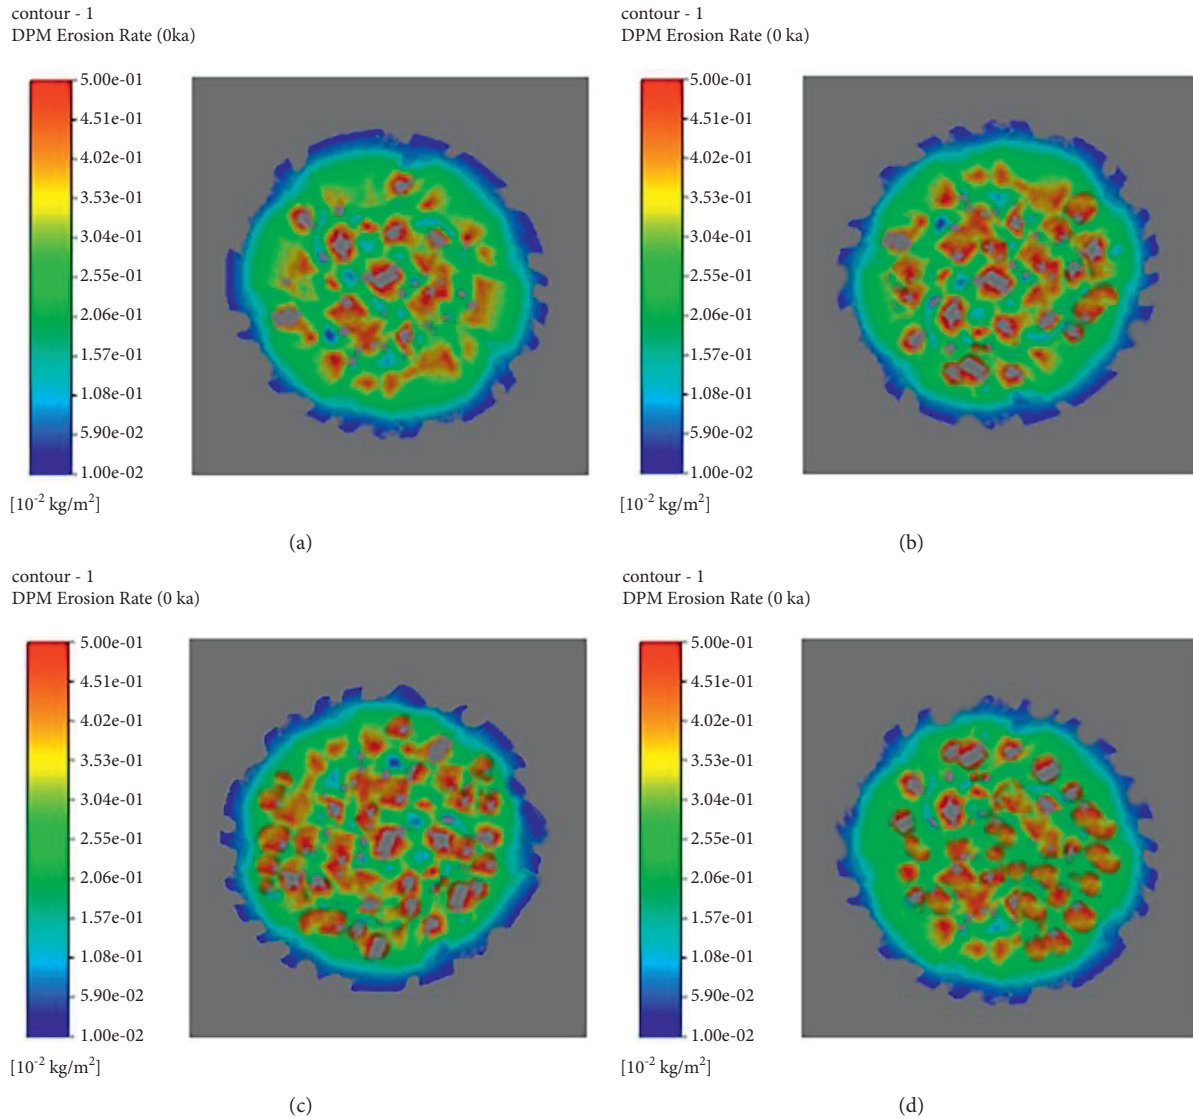 contour - 1
DPM Erosion Rate (0ka)
5.00e-01
4.51e-01
4.02e-01
3.53e-01
3.04e-01
2.55e-01
2.06e-01
1.57e-01
1.08e-01
5.90e-02
1.00e-02
[10⁻² kg/m²]
(a)
contour - 1
DPM Erosion Rate (0 ka)
5.00e-01
4.51e-01
4.02e-01
3.53e-01
3.04e-01
2.55e-01
2.06e-01
1.57e-01
1.08e-01
5.90e-02
1.00e-02
[10⁻² kg/m²]
(b)
contour - 1
DPM Erosion Rate (0 ka)
5.00e-01
4.51e-01
4.02e-01
3.53e-01
3.04e-01
2.55e-01
2.06e-01
1.57e-01
1.08e-01
5.90e-02
1.00e-02
[10⁻² kg/m²]
(c)
contour - 1
DPM Erosion Rate (0 ka)
5.00e-01
4.51e-01
4.02e-01
3.53e-01
3.04e-01
2.55e-01
2.06e-01
1.57e-01
1.08e-01
5.90e-02
1.00e-02
[10⁻² kg/m²]
(d)